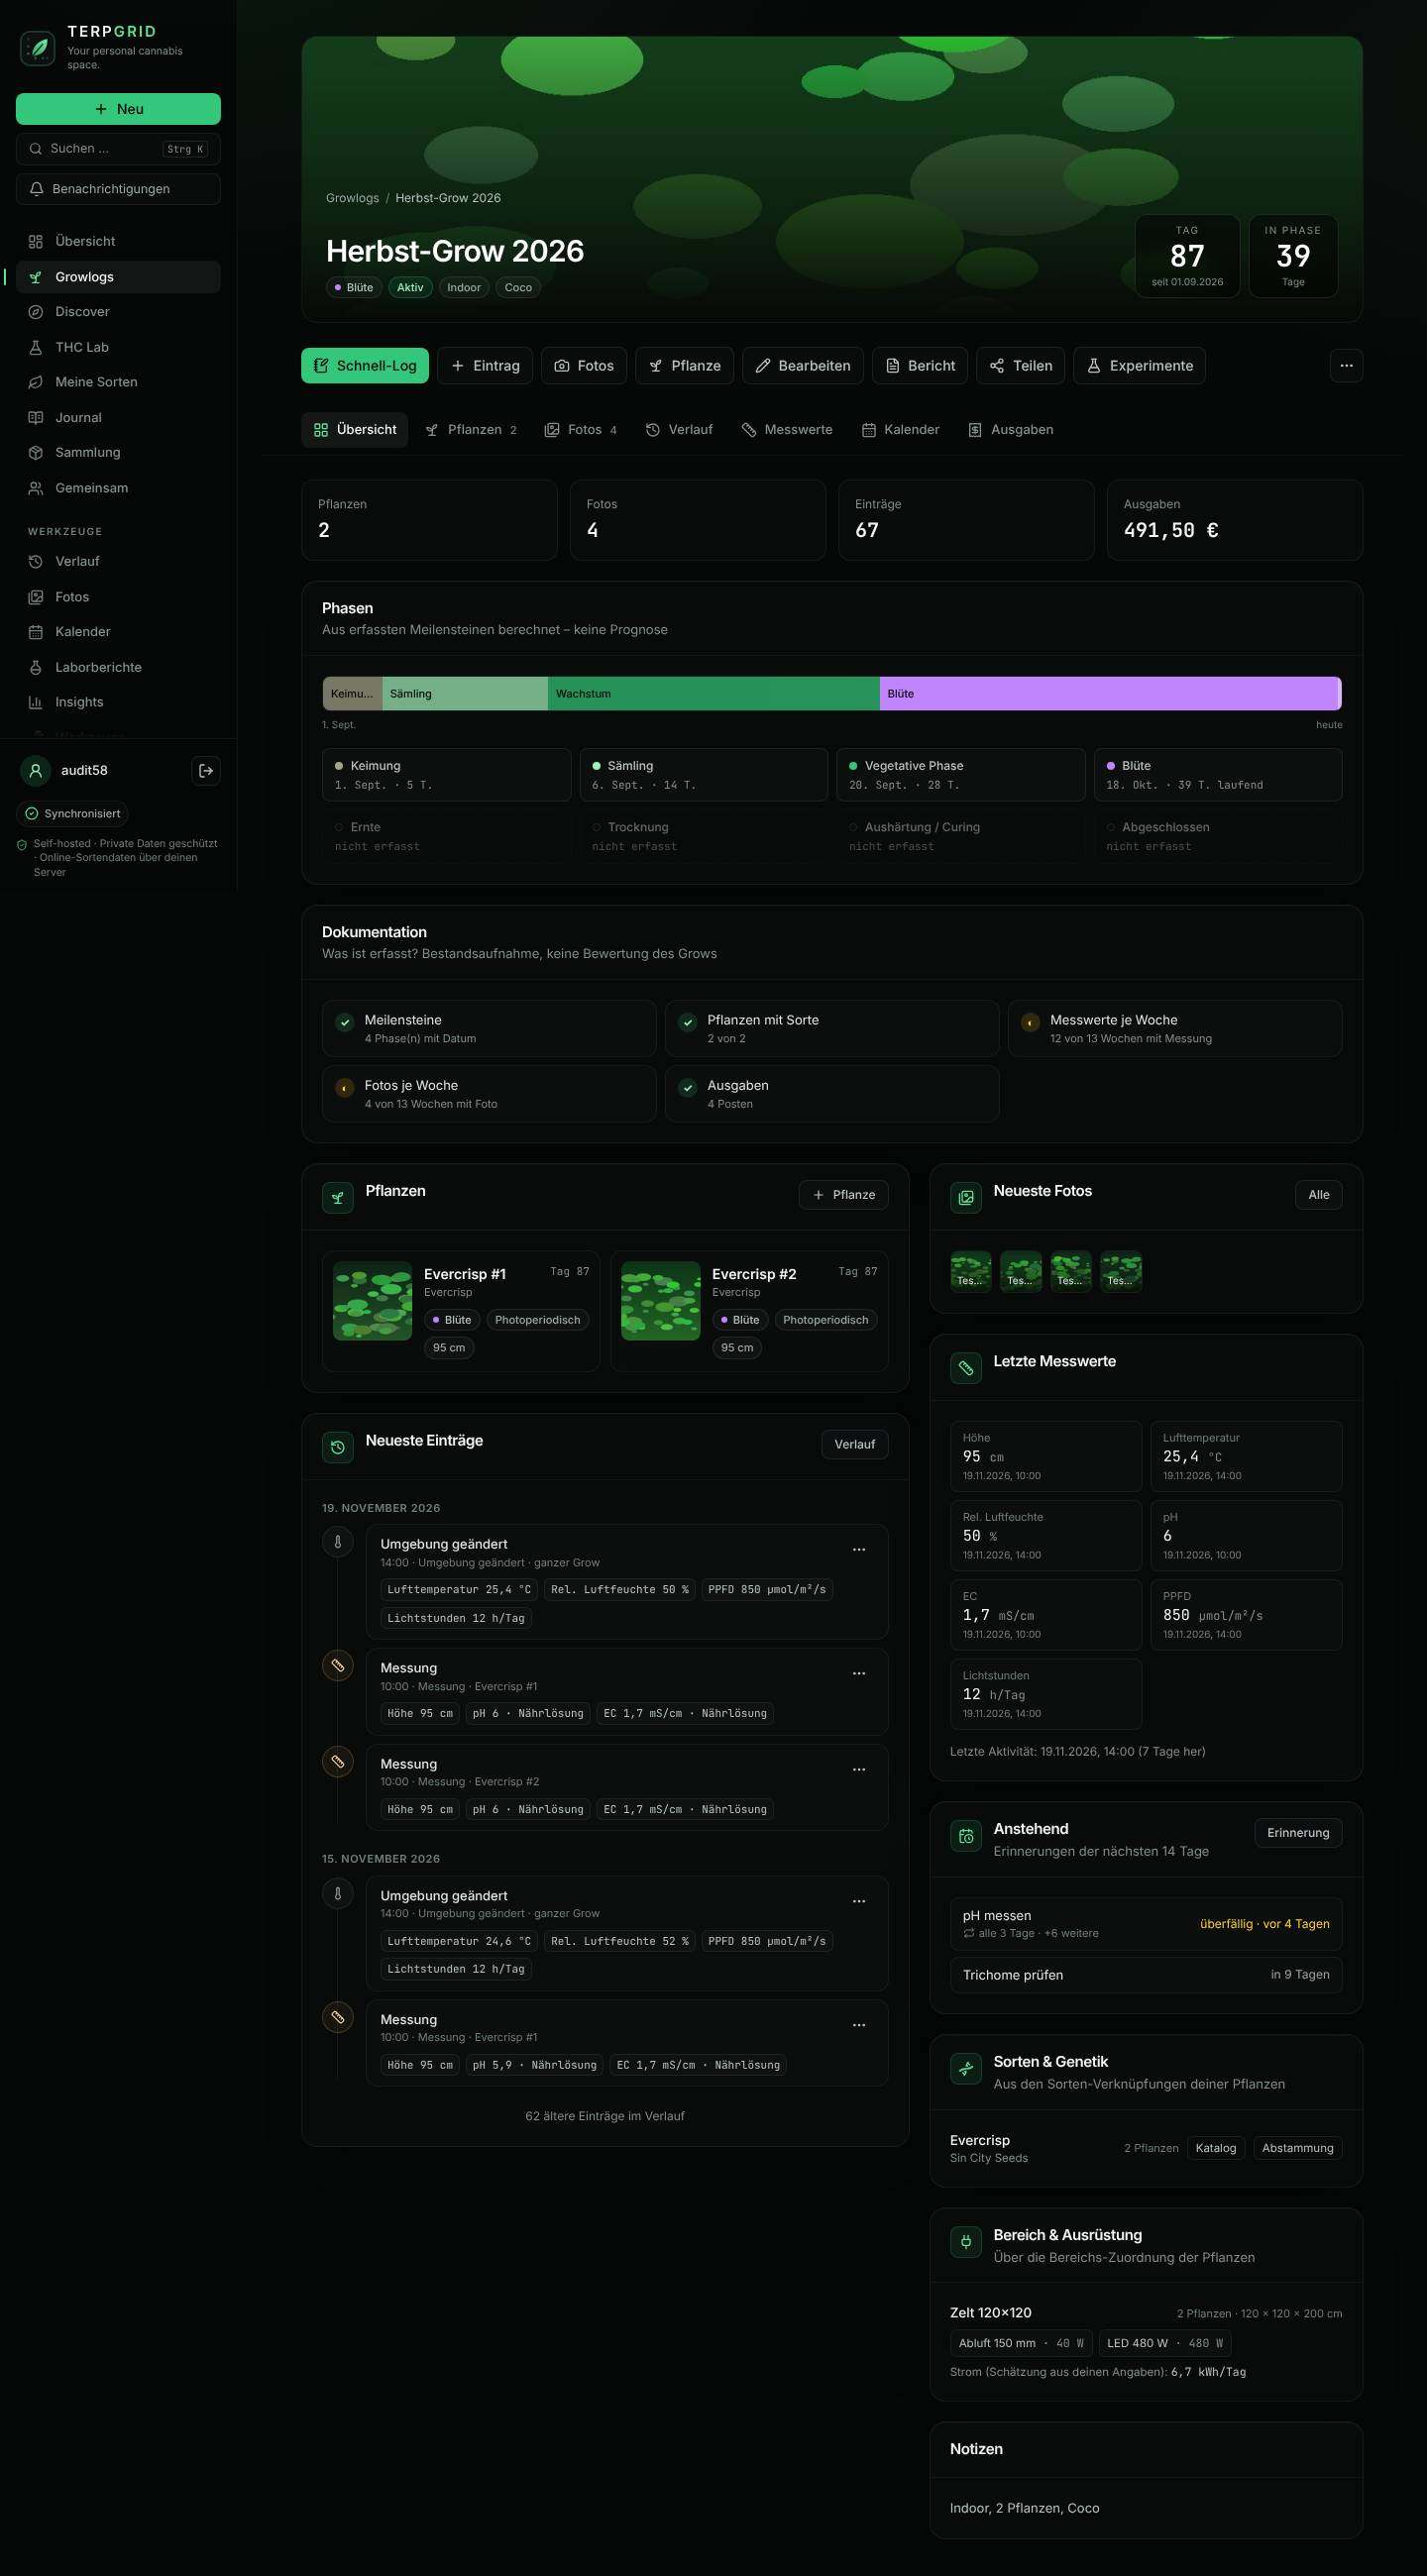 TERPGRID
Your personal cannabis
space.
Neu
Suchen ...
Strg K
Benachrichtigungen
Übersicht
Growlogs
Discover
THC Lab
Meine Sorten
Journal
Sammlung
Gemeinsam
WERKZEUGE
Verlauf
Fotos
Kalender
Laborberichte
Insights
audit58
Synchronisiert
Self-hosted · Private Daten geschützt
· Online-Sortendaten über deinen
Server
Growlogs / Herbst-Grow 2026
Herbst-Grow 2026
Blüte
Aktiv
Indoor
Coco
TAG
87
seit 01.09.2026
IN PHASE
39
Tage
Schnell-Log
Eintrag
Fotos
Pflanze
Bearbeiten
Bericht
Teilen
Experimente
Übersicht
Pflanzen 2
Fotos 4
Verlauf
Messwerte
Kalender
Ausgaben
Pflanzen
2
Fotos
4
Einträge
67
Ausgaben
491,50 €
Phasen
Aus erfassten Meilensteinen berechnet – keine Prognose
Keimu...
Sämling
Wachstum
Blüte
1. Sept.
heute
Keimung
1. Sept. · 5 T.
Sämling
6. Sept. · 14 T.
Vegetative Phase
20. Sept. · 28 T.
Blüte
18. Okt. · 39 T. laufend
Ernte
nicht erfasst
Trocknung
nicht erfasst
Aushärtung / Curing
nicht erfasst
Abgeschlossen
nicht erfasst
Dokumentation
Was ist erfasst? Bestandsaufnahme, keine Bewertung des Grows
Meilensteine
4 Phase(n) mit Datum
Pflanzen mit Sorte
2 von 2
Messwerte je Woche
12 von 13 Wochen mit Messung
Fotos je Woche
4 von 13 Wochen mit Foto
Ausgaben
4 Posten
Pflanzen
Pflanze
Evercrisp #1
Tag 87
Evercrisp
Blüte
Photoperiodisch
95 cm
Evercrisp #2
Tag 87
Evercrisp
Blüte
Photoperiodisch
95 cm
Neueste Einträge
Verlauf
19. NOVEMBER 2026
Umgebung geändert
14:00 · Umgebung geändert · ganzer Grow
Lufttemperatur 25,4 °C
Rel. Luftfeuchte 50 %
PPFD 850 µmol/m²/s
Lichtstunden 12 h/Tag
Messung
10:00 · Messung · Evercrisp #1
Höhe 95 cm
pH 6 · Nährlösung
EC 1,7 mS/cm · Nährlösung
Messung
10:00 · Messung · Evercrisp #2
Höhe 95 cm
pH 6 · Nährlösung
EC 1,7 mS/cm · Nährlösung
15. NOVEMBER 2026
Umgebung geändert
14:00 · Umgebung geändert · ganzer Grow
Lufttemperatur 24,6 °C
Rel. Luftfeuchte 52 %
PPFD 850 µmol/m²/s
Lichtstunden 12 h/Tag
Messung
10:00 · Messung · Evercrisp #1
Höhe 95 cm
pH 5,9 · Nährlösung
EC 1,7 mS/cm · Nährlösung
62 ältere Einträge im Verlauf
Neueste Fotos
Alle
Tes...
Tes...
Tes...
Tes...
Letzte Messwerte
Höhe
95 cm
19.11.2026, 10:00
Lufttemperatur
25,4 °C
19.11.2026, 14:00
Rel. Luftfeuchte
50 %
19.11.2026, 14:00
pH
6
19.11.2026, 10:00
EC
1,7 mS/cm
19.11.2026, 10:00
PPFD
850 µmol/m²/s
19.11.2026, 14:00
Lichtstunden
12 h/Tag
19.11.2026, 14:00
Letzte Aktivität: 19.11.2026, 14:00 (7 Tage her)
Anstehend
Erinnerungen der nächsten 14 Tage
Erinnerung
pH messen
alle 3 Tage · +6 weitere
überfällig · vor 4 Tagen
Trichome prüfen
in 9 Tagen
Sorten & Genetik
Aus den Sorten-Verknüpfungen deiner Pflanzen
Evercrisp
Sin City Seeds
2 Pflanzen
Katalog
Abstammung
Bereich & Ausrüstung
Über die Bereichs-Zuordnung der Pflanzen
Zelt 120×120
2 Pflanzen · 120 × 120 × 200 cm
Abluft 150 mm · 40 W
LED 480 W · 480 W
Strom (Schätzung aus deinen Angaben): 6,7 kWh/Tag
Notizen
Indoor, 2 Pflanzen, Coco